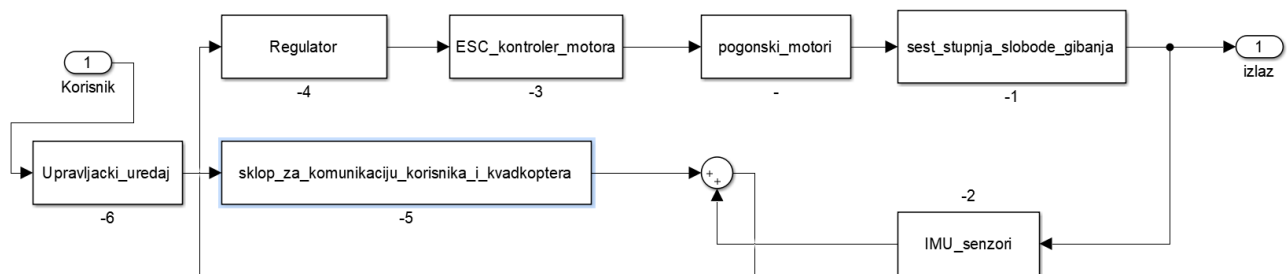 Regulator
ESC_kontroler_motora
pogonski_motori
sest_stupnja_slobode_gibanja
1
1
Korisnik
izlaz
-4
-3
-
-1
Upravljacki_uredaj
sklop_za_komunikaciju_korisnika_i_kvadkoptera
+
+
-6
-5
-2
IMU_senzori